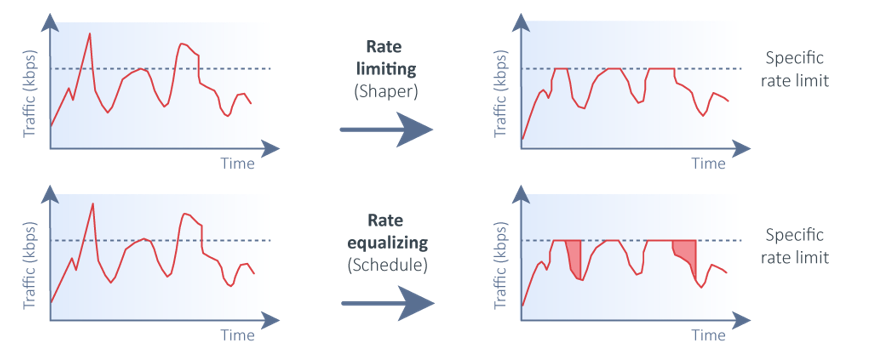 Traffic (kbps)
Time
Rate
limiting
(Shaper)
Traffic (kbps)
Time
Specific
rate limit
Traffic (kbps)
Time
Rate
equalizing
(Schedule)
Traffic (kbps)
Time
Specific
rate limit